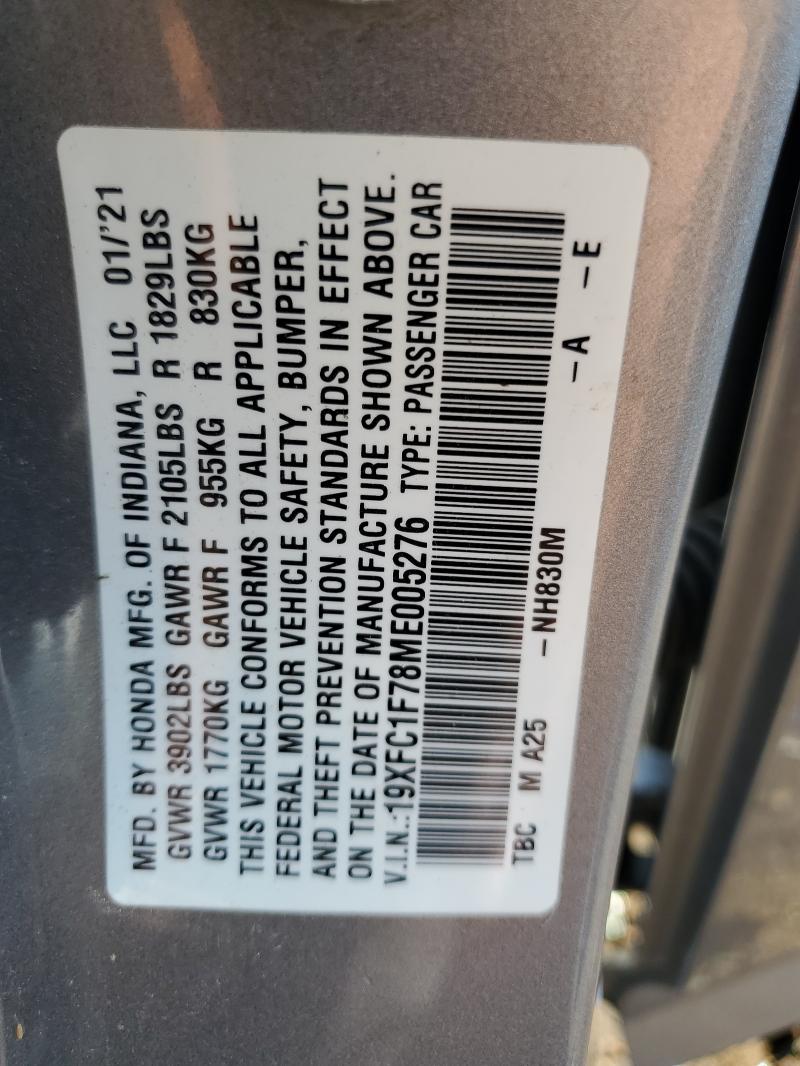 MFD. BY HONDA MFG. OF INDIANA, LLC 01/'21
GVWR 3902LBS GAWR F 2105LBS R 1829LBS
GVWR 1770KG GAWR F 955KG R 830KG
THIS VEHICLE CONFORMS TO ALL APPLICABLE
FEDERAL MOTOR VEHICLE SAFETY, BUMPER,
AND THEFT PREVENTION STANDARDS IN EFFECT
ON THE DATE OF MANUFACTURE SHOWN ABOVE.
V.I.N.:19XFC1F78ME005276 TYPE: PASSENGER CAR
TBC M A25 -NH830M -A -E